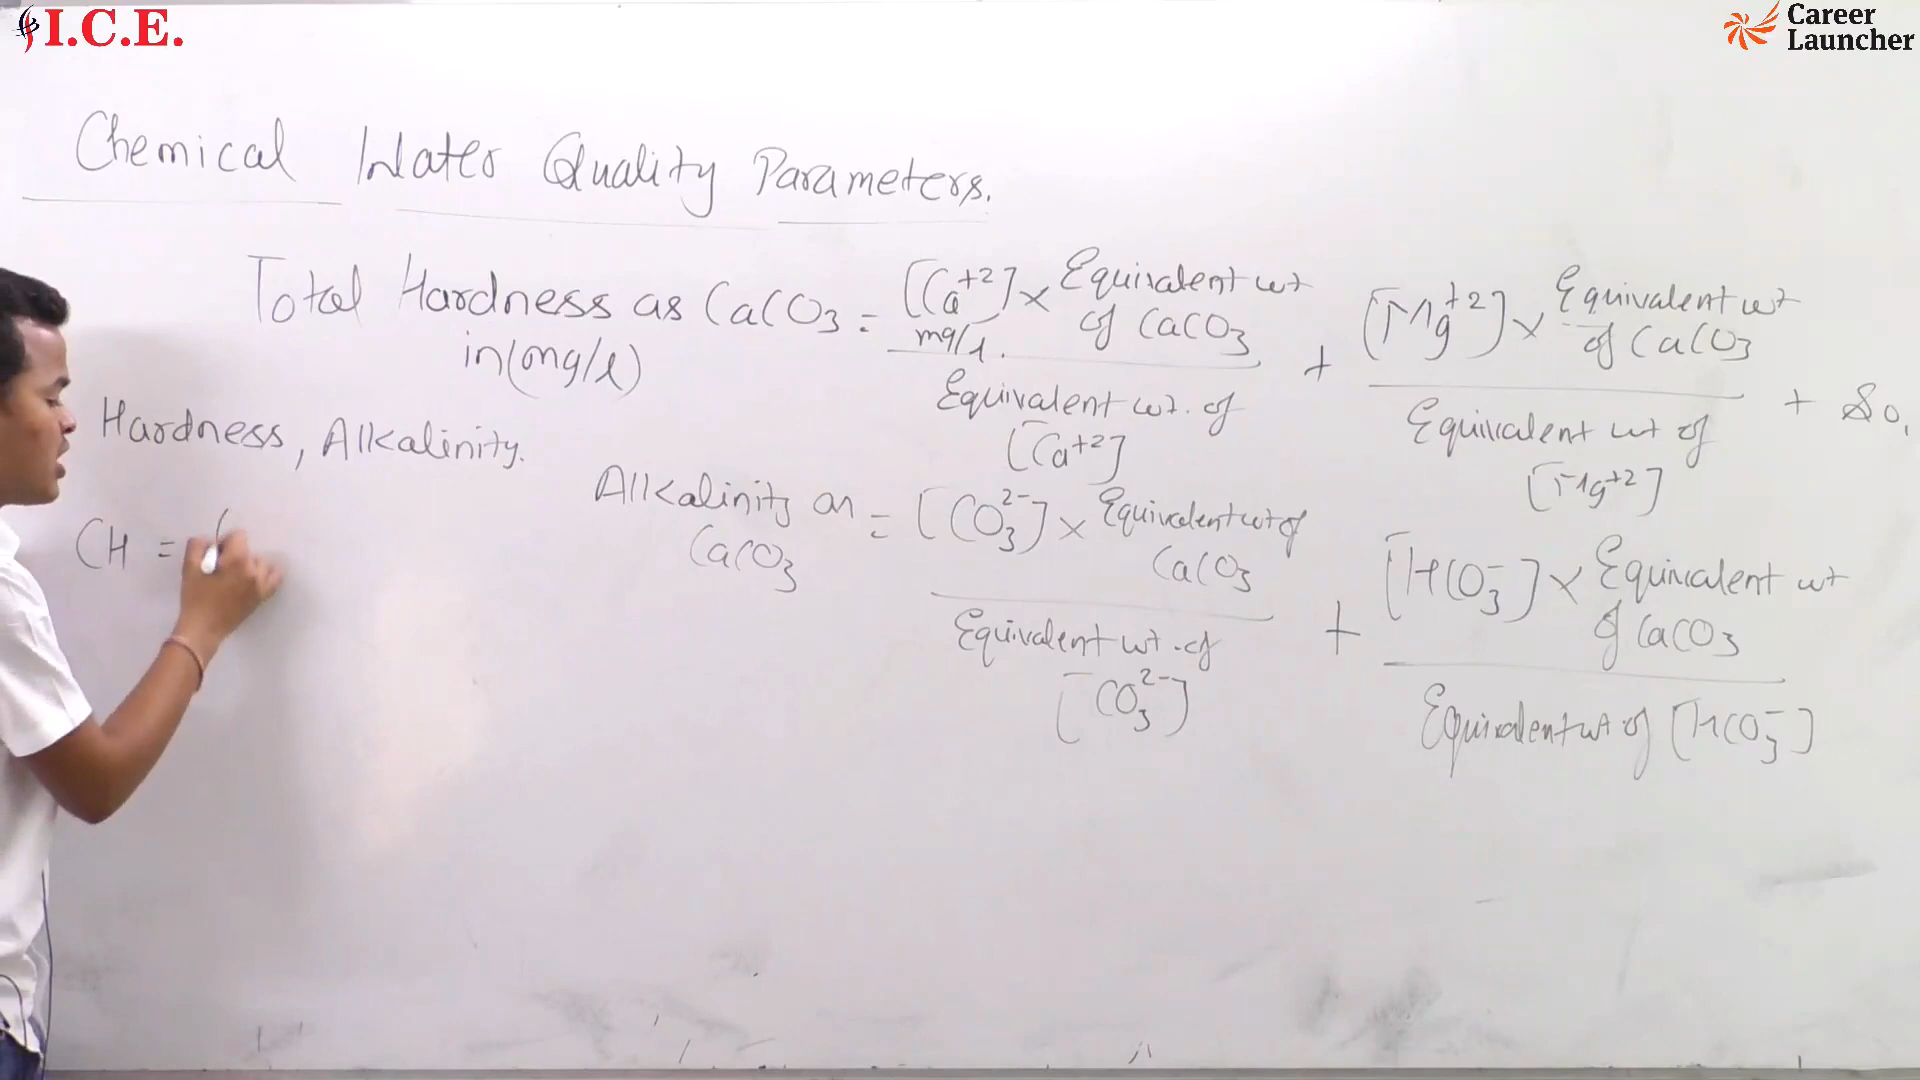 I.C.E.
Career
Launcher
Chemical Water Quality Parameters.
Total Hardness as CaCO3 = [Ca+2] × Equivalent wt + [Mg+2] × Equivalent wt + So,
in(mg/l)
mg/l.
of CaCO3
of CaCO3
Equivalent wt. of
[Ca+2]
Equivalent wt of
[Mg+2]
Hardness, Alkalinity.
Alkalinity as = [CO3 2-] × Equivalent wt of + [HCO3-] × Equivalent wt
CaCO3
CaCO3
of CaCO3
Equivalent wt. of
[CO3 2-]
Equivalent wt of [HCO3-]
CH = (